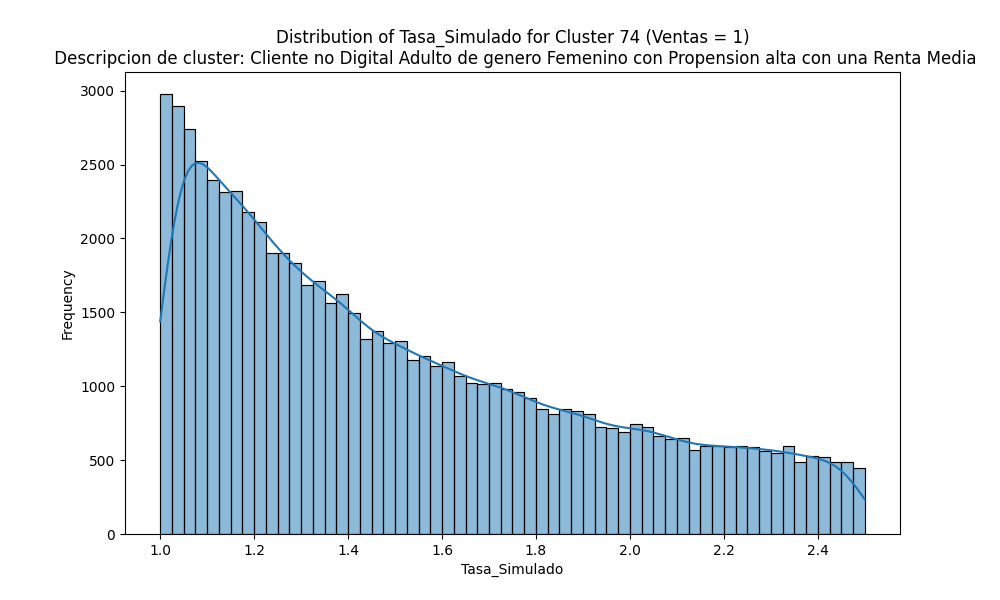 Distribution of Tasa_Simulado for Cluster 74 (Ventas = 1)
Descripcion de cluster: Cliente no Digital Adulto de genero Femenino con Propension alta con una Renta Media
3000
2500
2000
1500
1000
500
0
Frequency
1.0 1.2 1.4 1.6 1.8 2.0 2.2 2.4
Tasa_Simulado